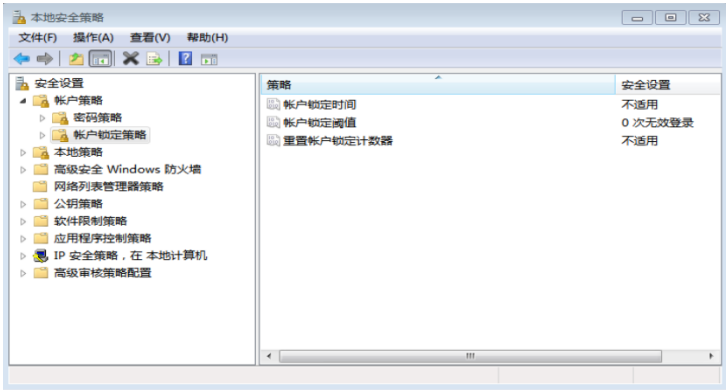 本地安全策略
文件(F) 操作(A) 查看(V) 帮助(H)
安全设置
帐户策略
密码策略
帐户锁定策略
本地策略
高级安全 Windows 防火墙
网络列表管理器策略
公钥策略
软件限制策略
应用程序控制策略
IP 安全策略，在 本地计算机
高级审核策略配置
策略 安全设置
帐户锁定时间 不适用
帐户锁定阈值 0 次无效登录
重置帐户锁定计数器 不适用